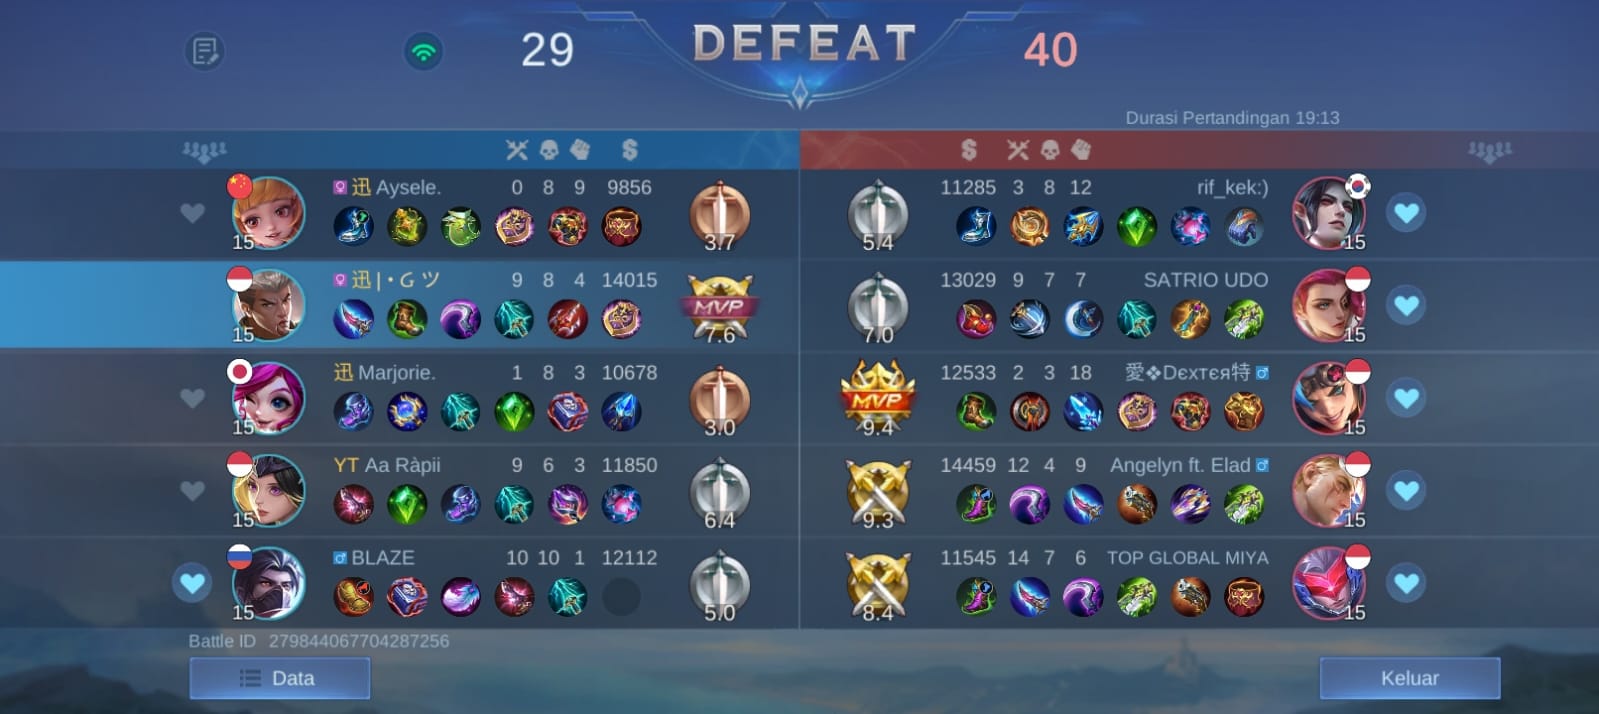 29 DEFEAT 40
Durasi Pertandingan 19:13
迅 Aysele. 0 8 9 9856
15 3.7
11285 3 8 12 rif_kek:)
5.4 15
迅 |・G ツ 9 8 4 14015
15 MVP 7.6
13029 9 7 7 SATRIO UDO
7.0 15
迅 Marjorie. 1 8 3 10678
15 3.0
12533 2 3 18 愛❖Dєxтєя特
MVP 9.4 15
YT Aa Ràpii 9 6 3 11850
15 6.4
14459 12 4 9 Angelyn ft. Elad
9.3 15
BLAZE 10 10 1 12112
15 5.0
11545 14 7 6 TOP GLOBAL MIYA
8.4 15
Battle ID 279844067704287256
Data
Keluar